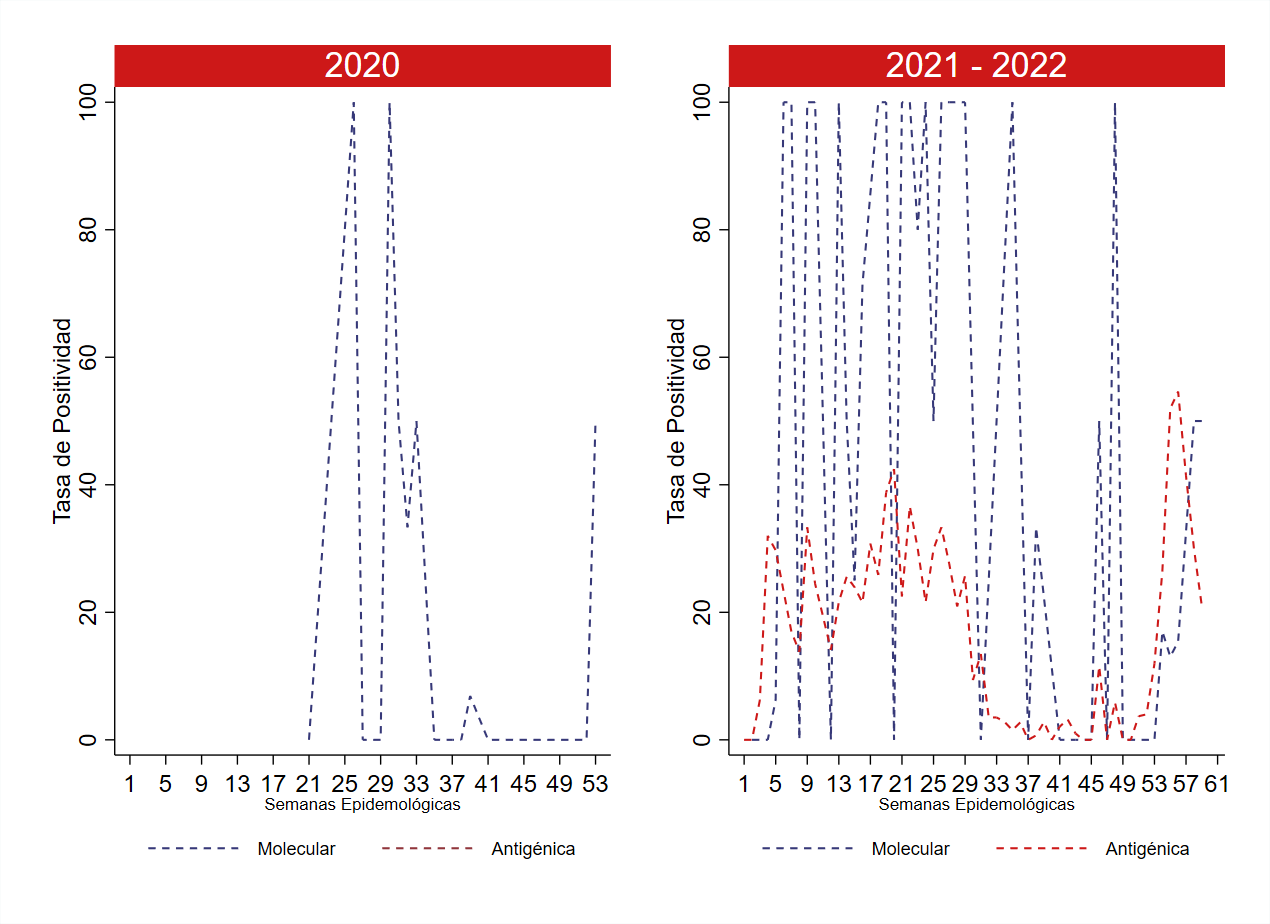 2020
Tasa de Positividad
100
80
60
40
20
0
1 5 9 13 17 21 25 29 33 37 41 45 49 53
Semanas Epidemológicas
Molecular Antigénica
2021 - 2022
Tasa de Positividad
100
80
60
40
20
0
1 5 9 13 17 21 25 29 33 37 41 45 49 53 57 61
Semanas Epidemológicas
Molecular Antigénica